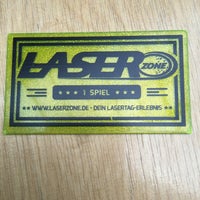 LASER
ZONE
*** 1 SPIEL ***
WWW.LASERZONE.DE - DEIN LASERTAG-ERLEBNIS